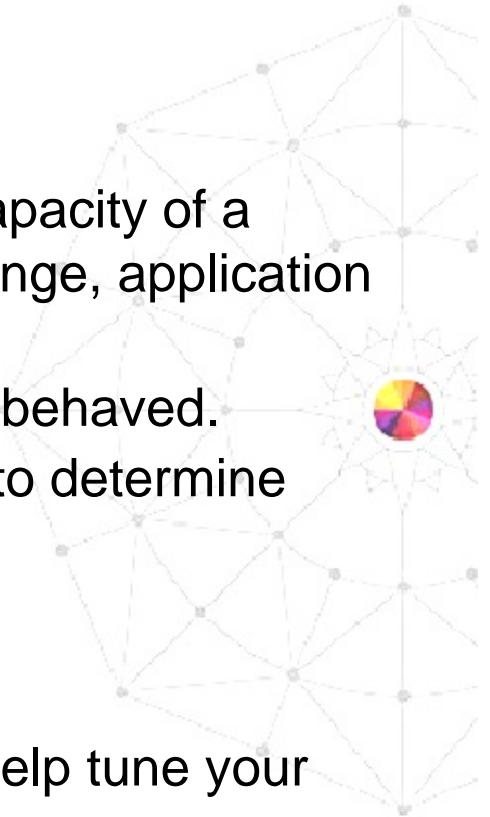 apacity of a
nge, application
behaved.
to determine
elp tune your